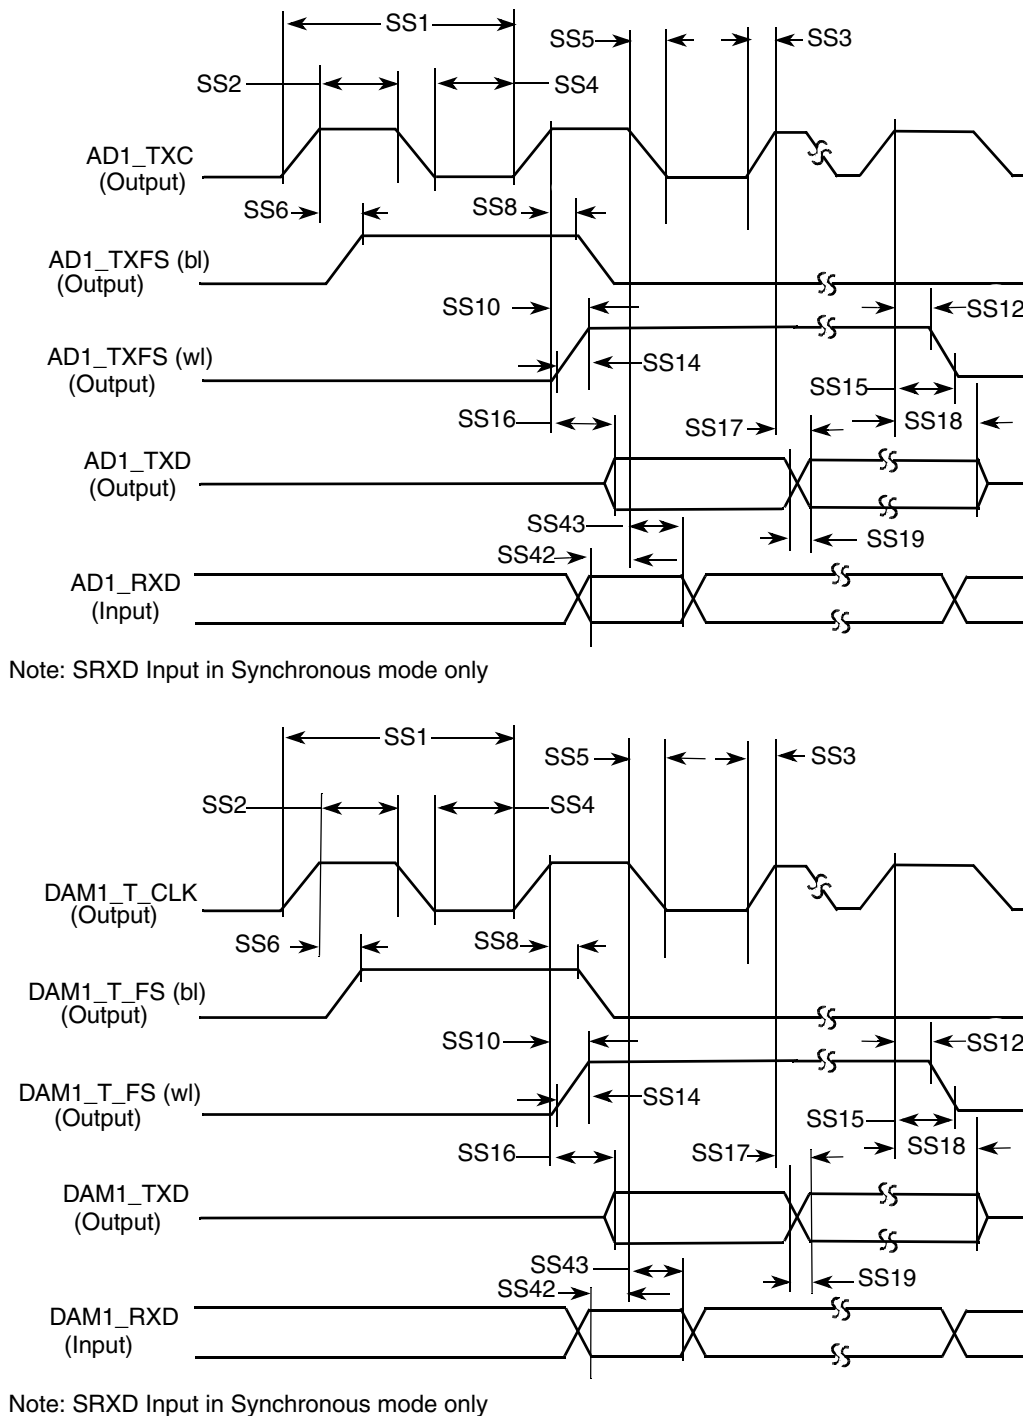 SS1
SS5
SS3
SS2
SS4
AD1_TXC
(Output)
SS6
SS8
AD1_TXFS (bl)
(Output)
SS10
SS12
AD1_TXFS (wl)
(Output)
SS14
SS15
SS16
SS17
SS18
AD1_TXD
(Output)
SS43
SS19
SS42
AD1_RXD
(Input)
Note: SRXD Input in Synchronous mode only
SS1
SS5
SS3
SS2
SS4
DAM1_T_CLK
(Output)
SS6
SS8
DAM1_T_FS (bl)
(Output)
SS10
SS12
DAM1_T_FS (wl)
(Output)
SS14
SS15
SS16
SS17
SS18
DAM1_TXD
(Output)
SS43
SS19
SS42
DAM1_RXD
(Input)
Note: SRXD Input in Synchronous mode only